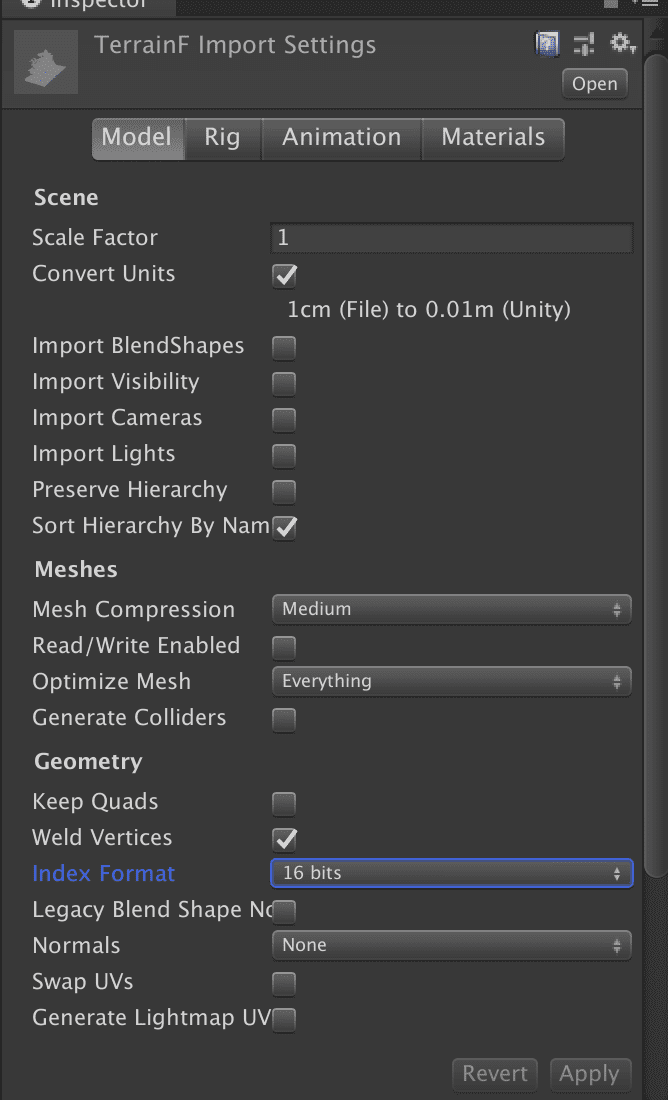 Inspector
TerrainF Import Settings
Open
Model Rig Animation Materials
Scene
Scale Factor 1
Convert Units
1cm (File) to 0.01m (Unity)
Import BlendShapes
Import Visibility
Import Cameras
Import Lights
Preserve Hierarchy
Sort Hierarchy By Nam
Meshes
Mesh Compression Medium
Read/Write Enabled
Optimize Mesh Everything
Generate Colliders
Geometry
Keep Quads
Weld Vertices
Index Format 16 bits
Legacy Blend Shape No
Normals None
Swap UVs
Generate Lightmap UV
Revert Apply